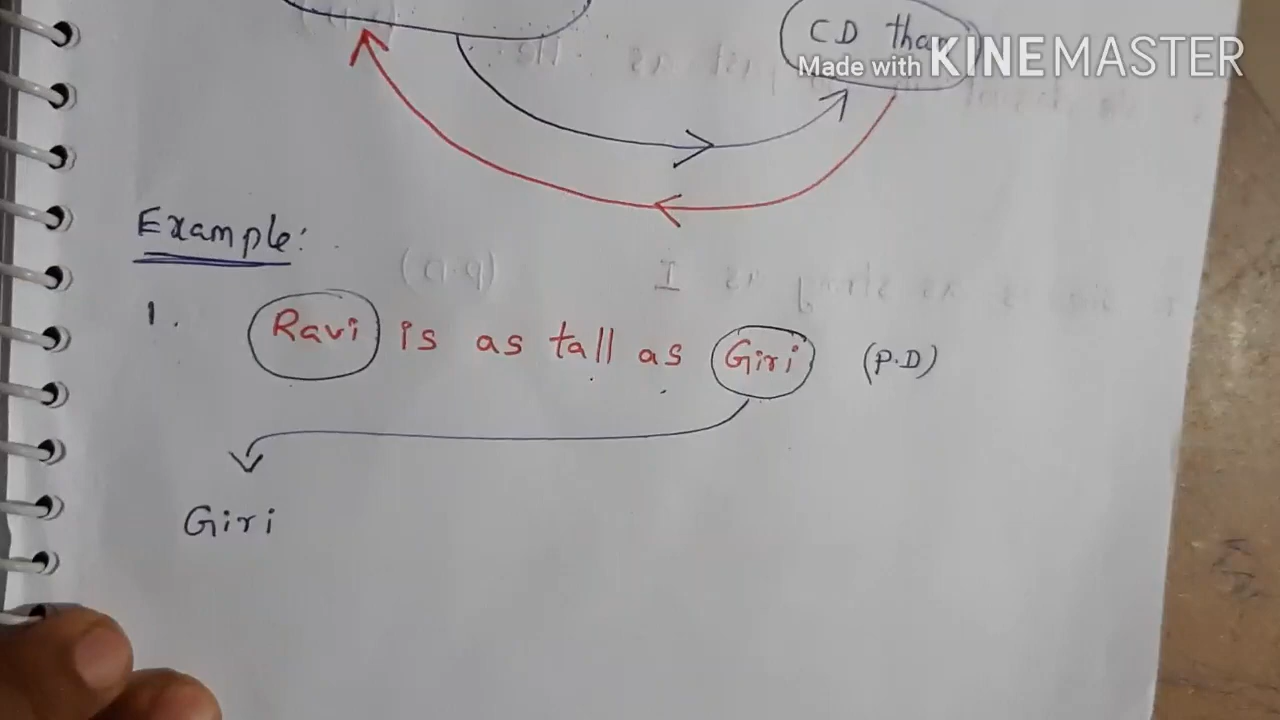 CD than
Made with KINEMASTER
Example:
1. Ravi is as tall as Giri (P.D)
Giri